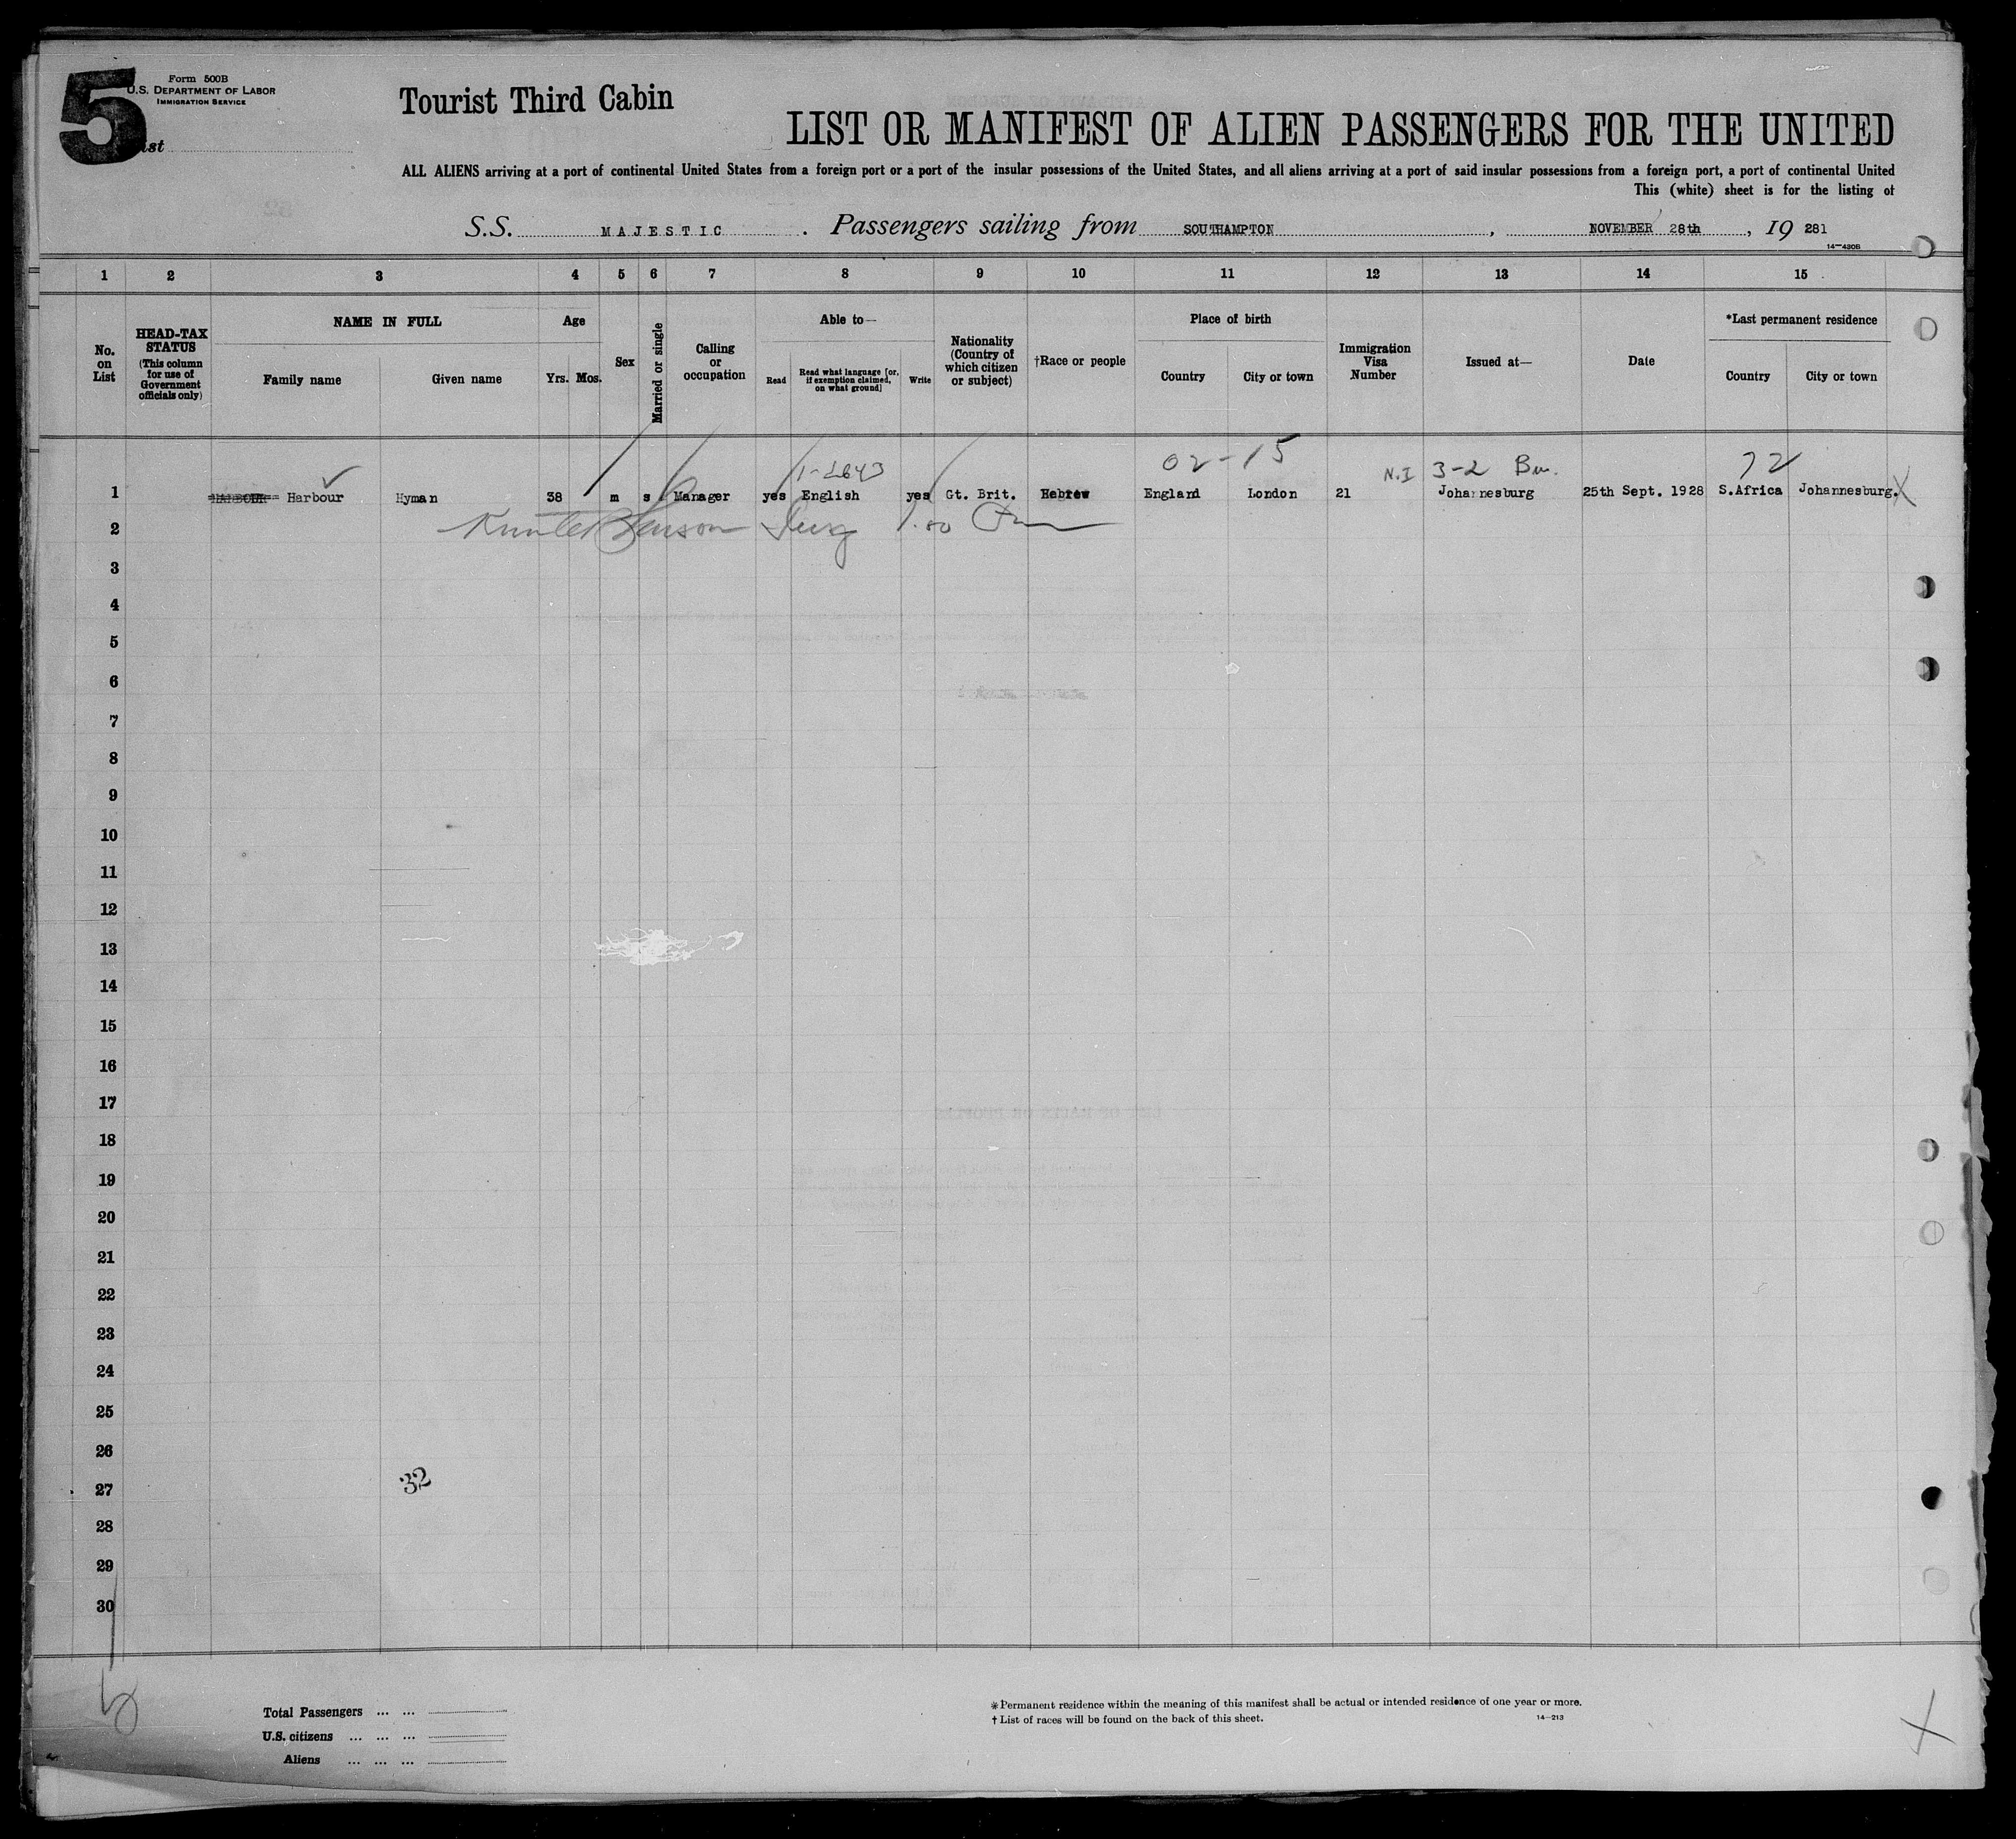 5
Form 500B
U.S. DEPARTMENT OF LABOR
IMMIGRATION SERVICE
Tourist Third Cabin
LIST OR MANIFEST OF ALIEN PASSENGERS FOR THE UNITED
ALL ALIENS arriving at a port of continental United States from a foreign port or a port of the insular possessions of the United States, and all aliens arriving at a port of said insular possessions from a foreign port, a port of continental United
This (white) sheet is for the listing of
S.S. MAJESTIC . Passengers sailing from SOUTHAMPTON , NOVEMBER 28th , 19 281
14—430B
1 2 3 4 5 6 7 8 9 10 11 12 13 14 15
No. on List
HEAD-TAX STATUS (This column for use of Government officials only)
NAME IN FULL
Family name
Given name
Age
Yrs. Mos.
Sex
Married or single
Calling or occupation
Able to—
Read
Read what language [or, if exemption claimed, on what ground]
Write
Nationality (Country of which citizen or subject)
†Race or people
Place of birth
Country
City or town
Immigration Visa Number
Issued at—
Date
*Last permanent residence
Country
City or town
02-15
N.I 3-2
72
1 HARBOUR Harbour Hyman 38 m s Manager yes English yes Gt. Brit. Hebrew England London 21 Johannesburg 25th Sept. 1928 S.Africa Johannesburg.
2
3
4
5
6
7
8
9
10
11
12
13
14
15
16
17
18
19
20
21
22
23
24
25
26
32
27
28
29
30
Total Passengers ... ...
U.S. citizens ... ... ...
Aliens ... ... ...
*Permanent residence within the meaning of this manifest shall be actual or intended residence of one year or more.
† List of races will be found on the back of this sheet.
14—213